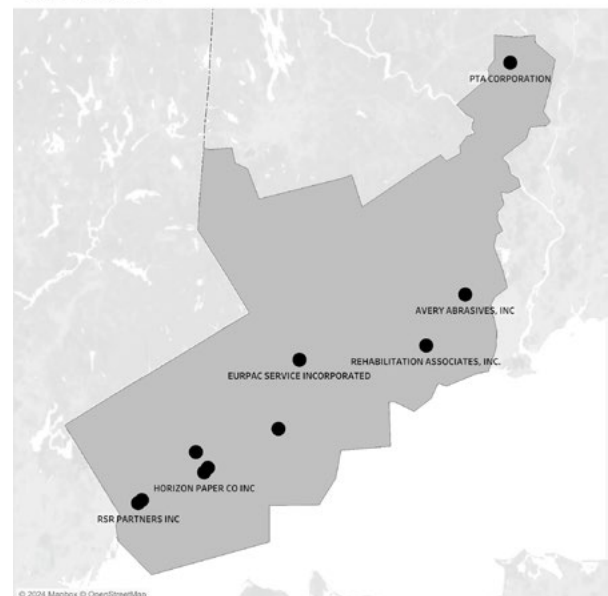 PTA CORPORATION
AVERY ABRASIVES, INC
REHABILITATION ASSOCIATES, INC.
EURPAC SERVICE INCORPORATED
HORIZON PAPER CO INC
RSR PARTNERS INC
© 2024 Mapbox © OpenStreetMap